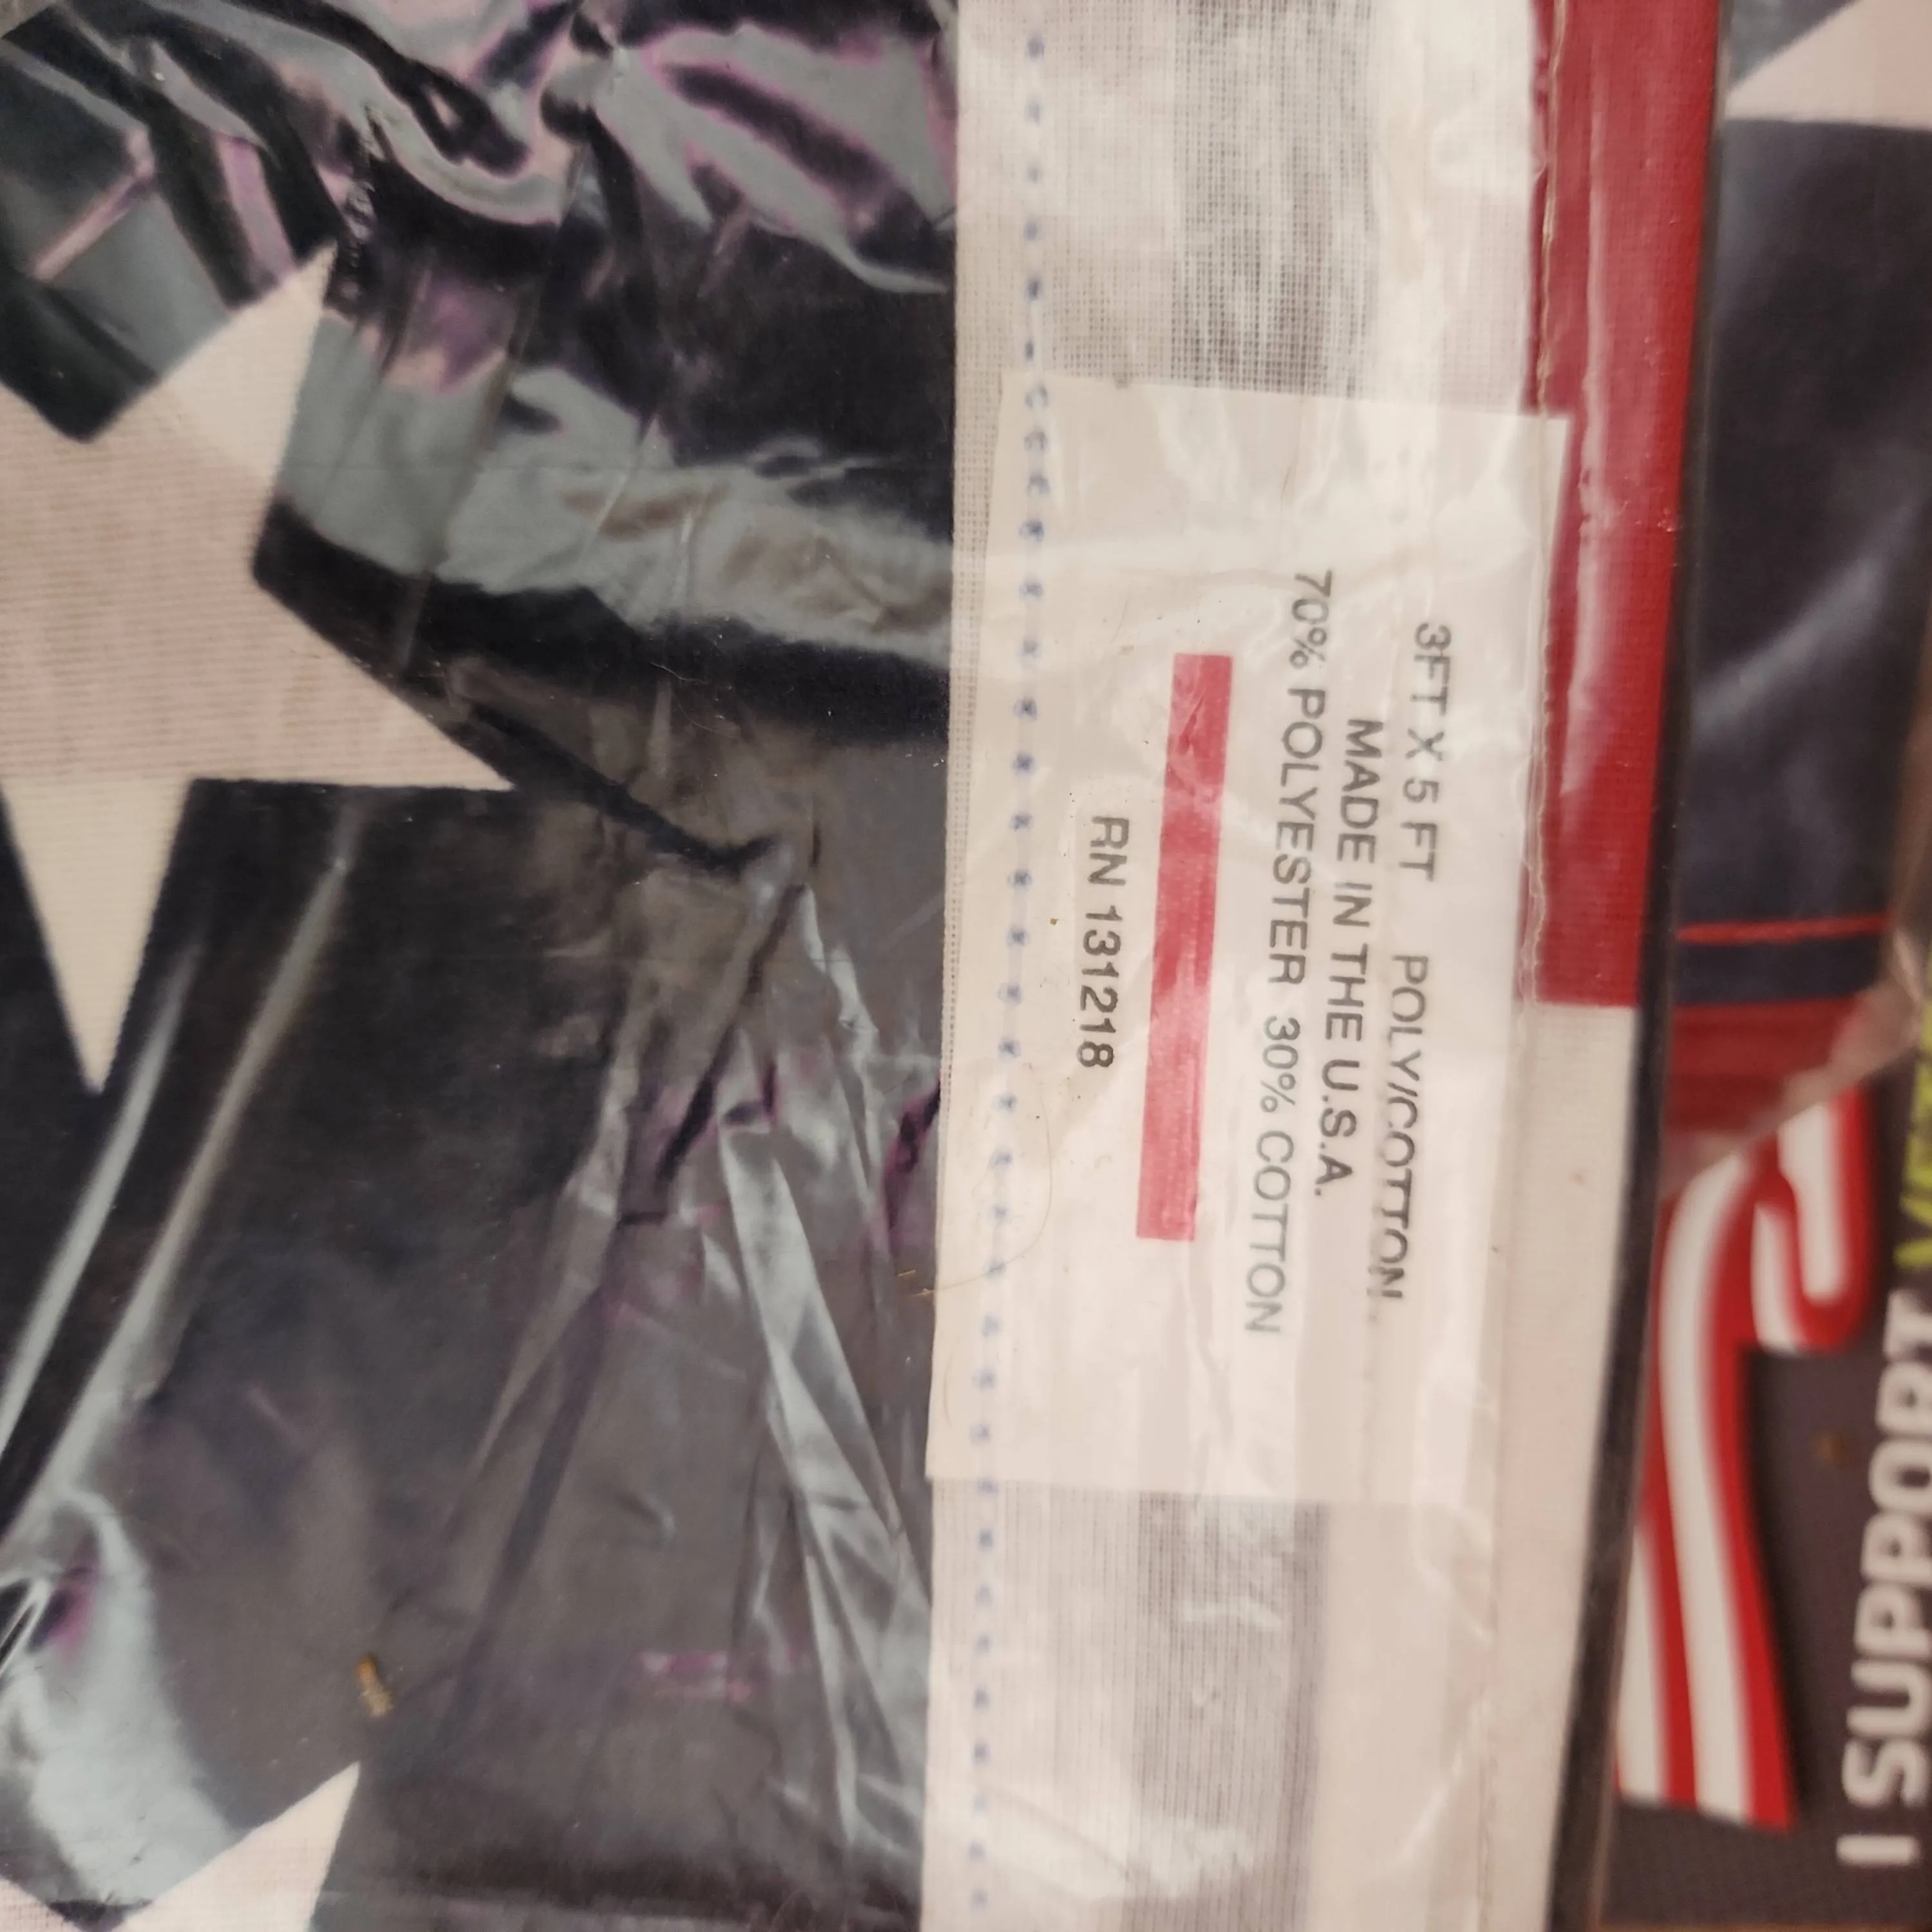 3FT X 5 FT POLY/COTTON
MADE IN THE U.S.A.
70% POLYESTER 30% COTTON
RN 131218
I SUPPORT